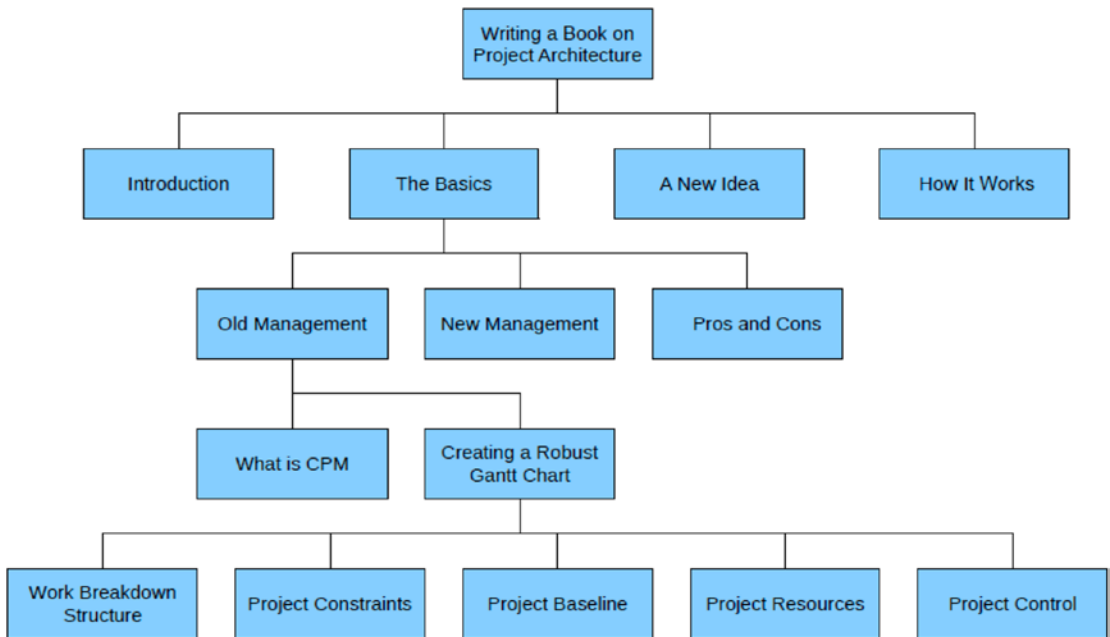 Writing a Book on
Project Architecture
Introduction
The Basics
A New Idea
How It Works
Old Management
New Management
Pros and Cons
What is CPM
Creating a Robust
Gantt Chart
Work Breakdown
Structure
Project Constraints
Project Baseline
Project Resources
Project Control